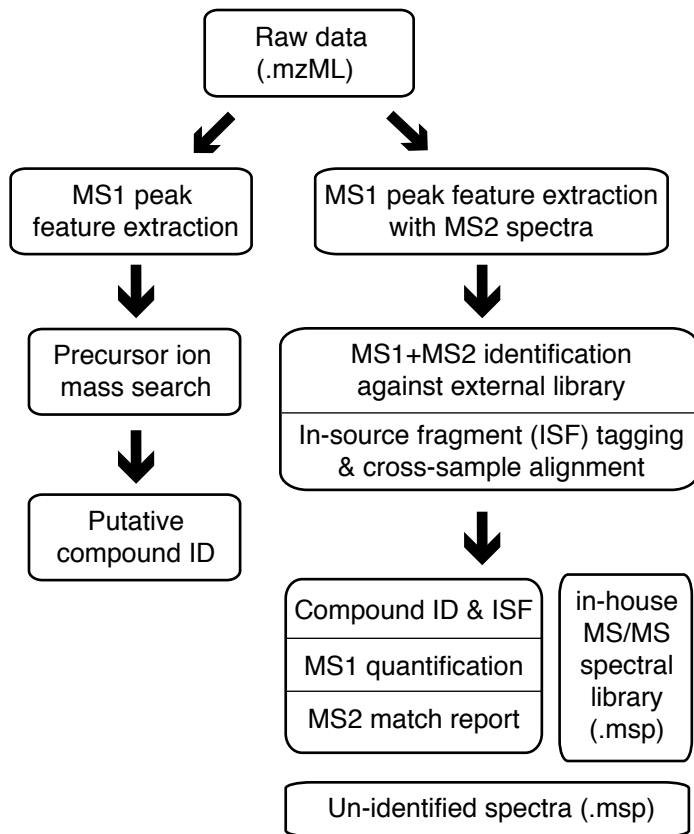 Raw data
(.mzML)
MS1 peak
feature extraction
Precursor ion
mass search
Putative
compound ID
MS1 peak feature extraction
with MS2 spectra
MS1+MS2 identification
against external library
In-source fragment (ISF) tagging
& cross-sample alignment
Compound ID & ISF
MS1 quantification
MS2 match report
in-house
MS/MS
spectral
library
(.msp)
Un-identified spectra (.msp)